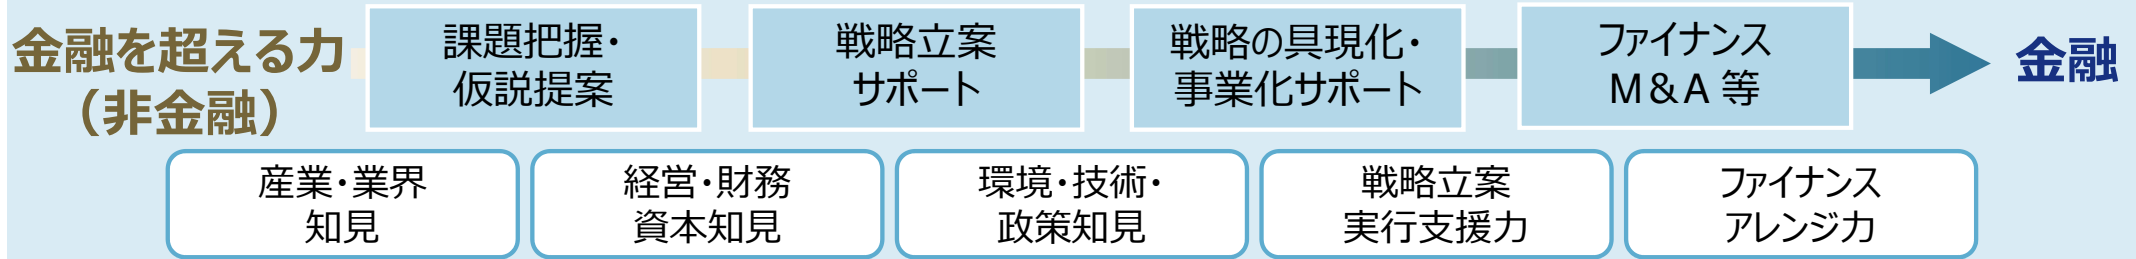 金融を超える力
（非金融）
課題把握・
仮説提案
戦略立案
サポート
戦略の具現化・
事業化サポート
ファイナンス
M＆A 等
金融
産業・業界
知見
経営・財務
資本知見
環境・技術・
政策知見
戦略立案
実行支援力
ファイナンス
アレンジ力